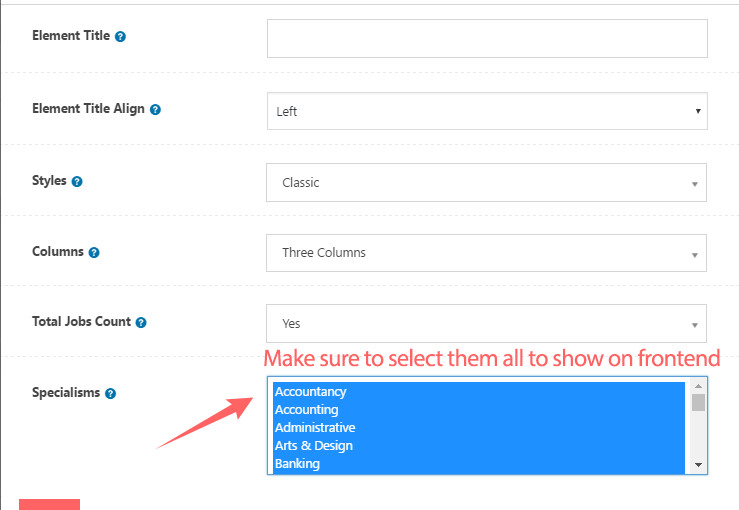 Element Title ?
Element Title Align ?
Left
Styles ?
Classic
Columns ?
Three Columns
Total Jobs Count ?
Yes
Make sure to select them all to show on frontend
Specialisms ?
Accountancy
Accounting
Administrative
Arts & Design
Banking